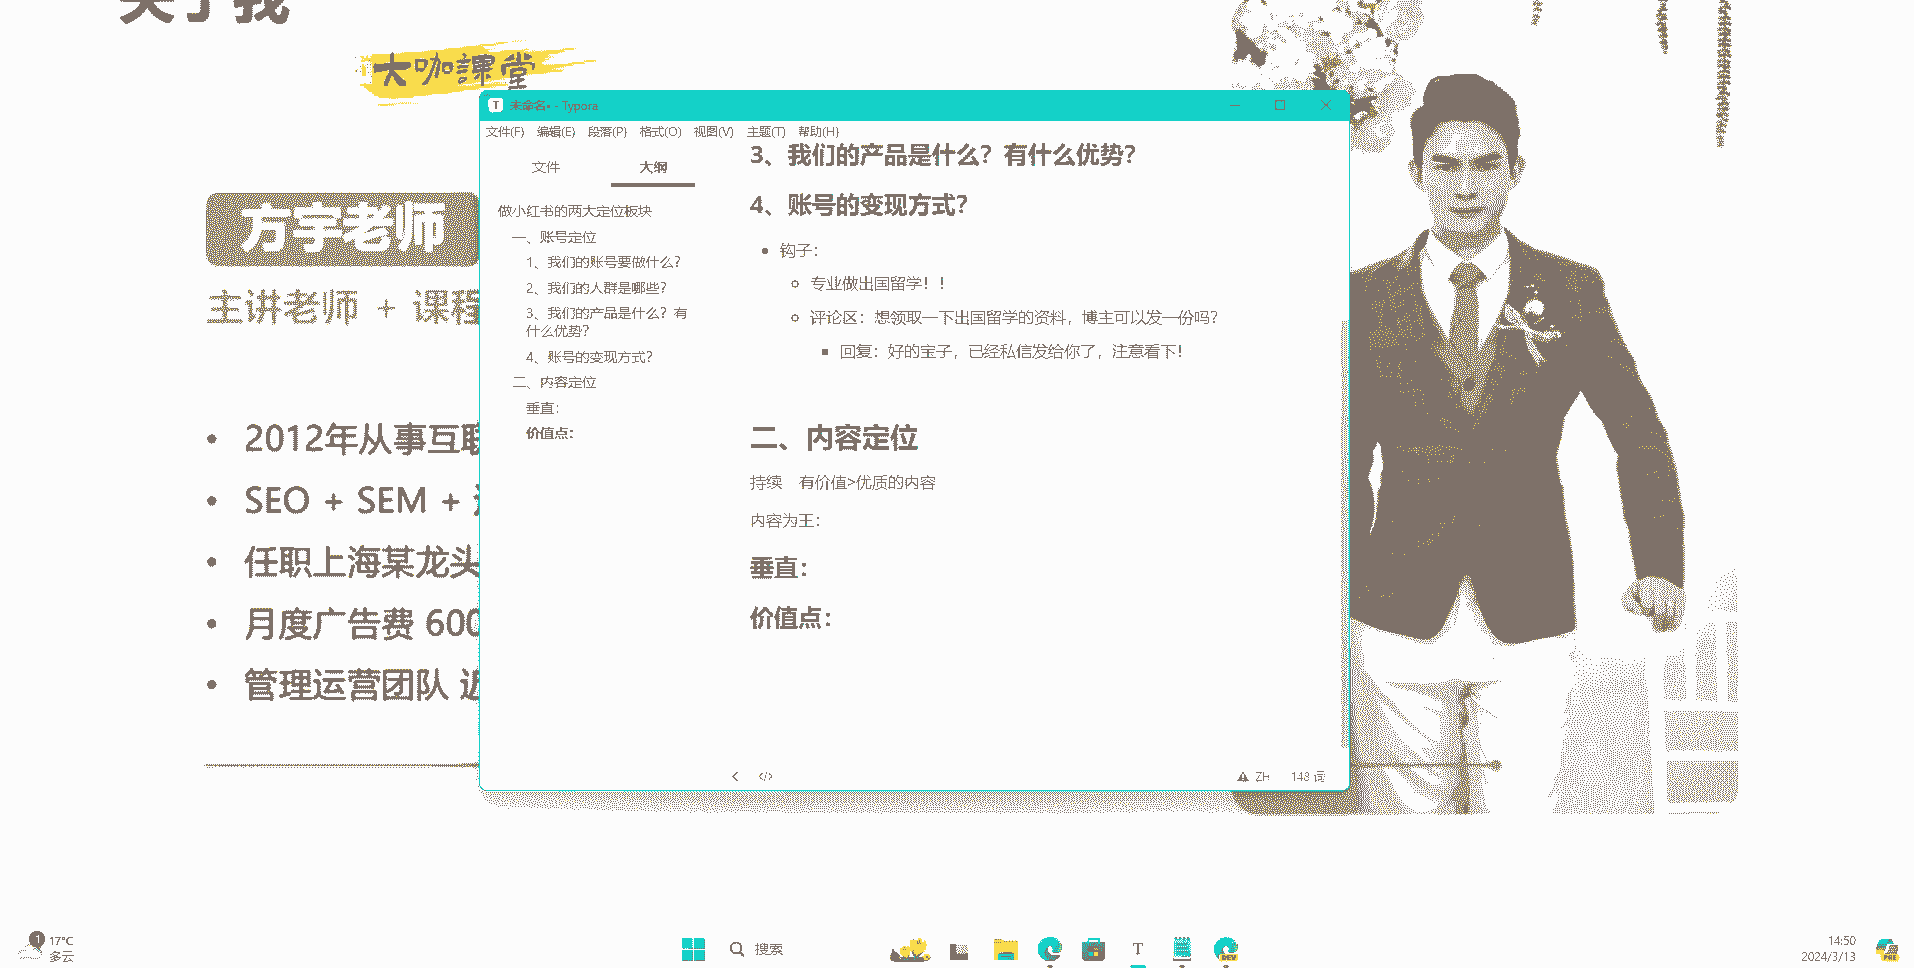 关于我
大咖課堂
方宇老师
主讲老师 + 课程
2012年从事互联
SEO + SEM +
任职上海某龙头
月度广告费 600
管理运营团队 近
未命名• - Typora
文件(F) 编辑(E) 段落(P) 格式(O) 视图(V) 主题(T) 帮助(H)
文件 大纲
做小红书的两大定位板块
一、账号定位
1、我们的账号要做什么?
2、我们的人群是哪些?
3、我们的产品是什么? 有
什么优势?
4、账号的变现方式?
二、内容定位
垂直:
价值点:
3、我们的产品是什么? 有什么优势?
4、账号的变现方式?
钩子:
专业做出国留学! !
评论区: 想领取一下出国留学的资料, 博主可以发一份吗?
回复: 好的宝子, 已经私信发给你了, 注意看下!
二、内容定位
持续 有价值>优质的内容
内容为王:
垂直:
价值点:
</> ZH 143 词
1 17°C
多云
搜索
T
DEV
14:50
2024/3/13
PRE